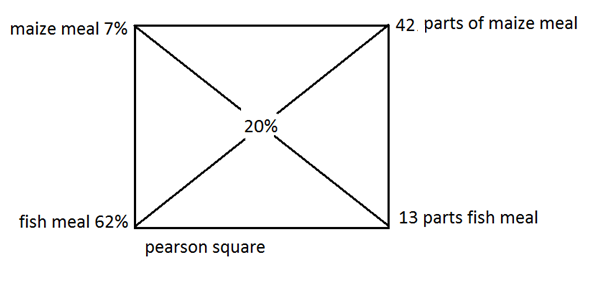 maize meal 7%
42 parts of maize meal
20%
fish meal 62%
13 parts fish meal
pearson square